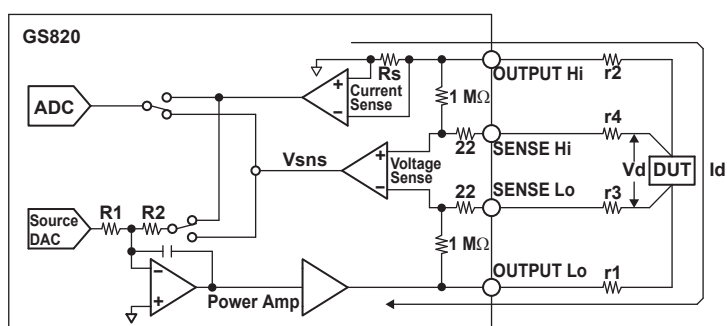 GS820
OUTPUT Hi
Rs
r2
Current
Sense
ADC
1 MΩ
r4
22
SENSE Hi
Vsns
Voltage
Sense
Vd
DUT
Id
22
SENSE Lo
Source
DAC
R1
R2
r3
1 MΩ
OUTPUT Lo
Power Amp
r1
+
−
+
−
−
+